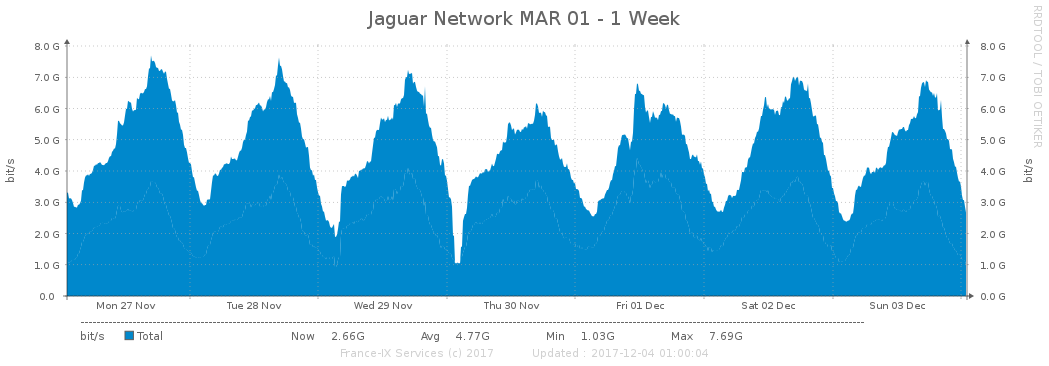 Jaguar Network MAR 01 - 1 Week
RRDTOOL / TOBI OETIKER
bit/s
bit/s
8.0 G 8.0 G
7.0 G 7.0 G
6.0 G 6.0 G
5.0 G 5.0 G
4.0 G 4.0 G
3.0 G 3.0 G
2.0 G 2.0 G
1.0 G 1.0 G
0.0 0.0 G
Mon 27 Nov Tue 28 Nov Wed 29 Nov Thu 30 Nov Fri 01 Dec Sat 02 Dec Sun 03 Dec
bit/s Total Now 2.66G Avg 4.77G Min 1.03G Max 7.69G
France-IX Services (c) 2017 Updated : 2017-12-04 01:00:04